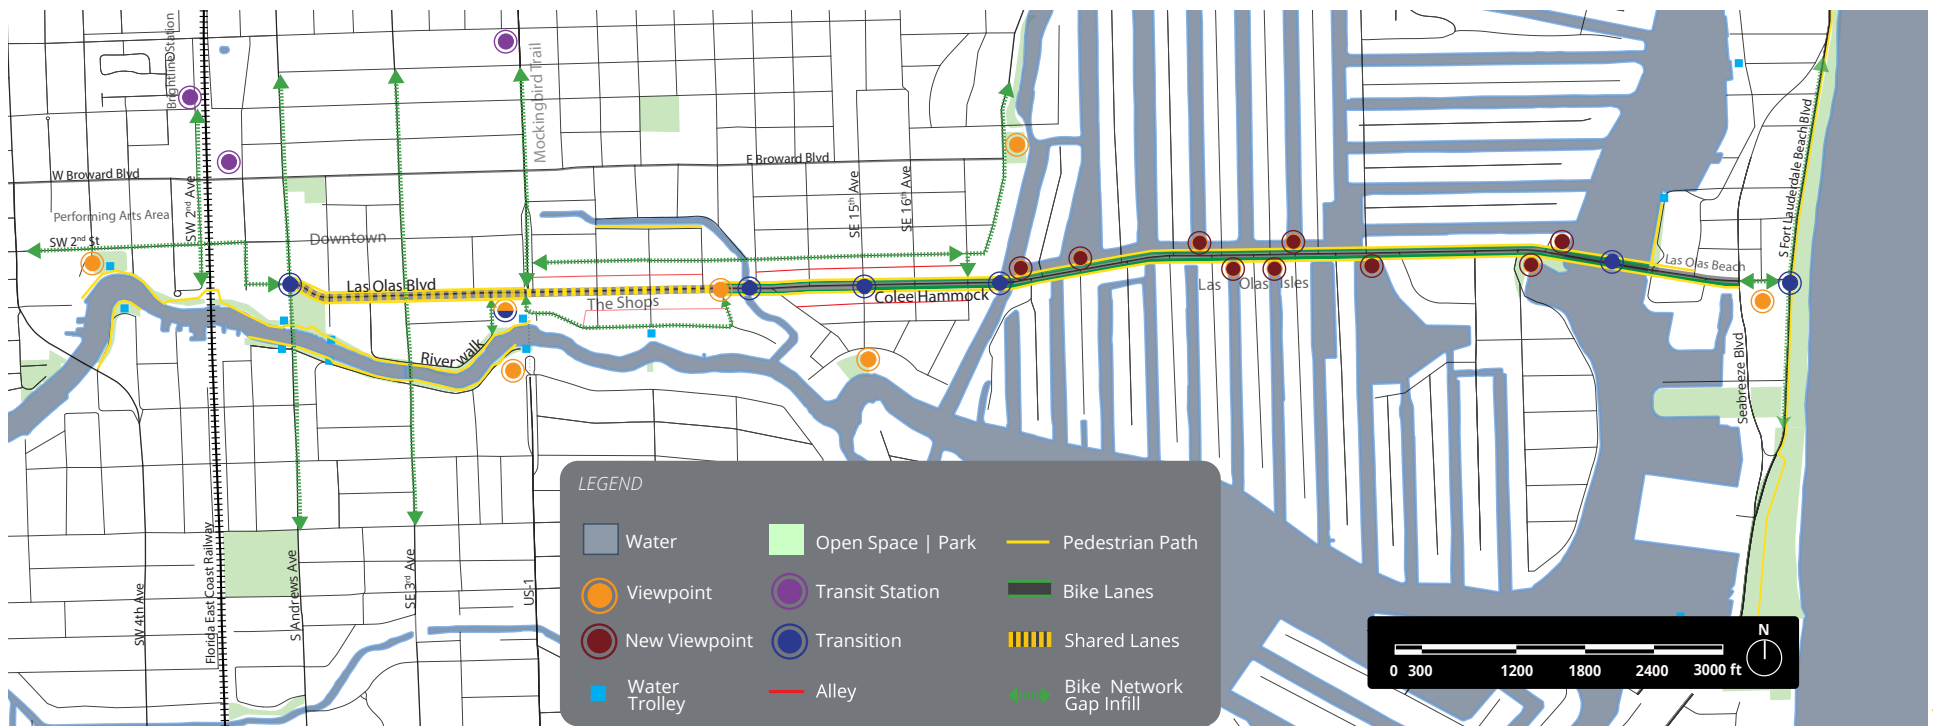 Brightline Station
Mockingbird Trail
W Broward Blvd
E Broward Blvd
SW 2nd Ave
SE 15th Ave
SE 16th Ave
S Fort Lauderdale Beach Blvd
Performing Arts Area
SW 2nd St
Downtown
Las Olas Blvd
The Shops
Colee Hammock
Las Olas Isles
Las Olas Beach
Riverwalk
Seabreeze Blvd
SW 4th Ave
Florida East Coast Railway
S Andrews Ave
SE 3rd Ave
US-1
LEGEND
Water
Open Space | Park
Pedestrian Path
Viewpoint
Transit Station
Bike Lanes
New Viewpoint
Transition
Shared Lanes
Water
Trolley
Alley
Bike Network
Gap Infill
N
0 300 1200 1800 2400 3000 ft